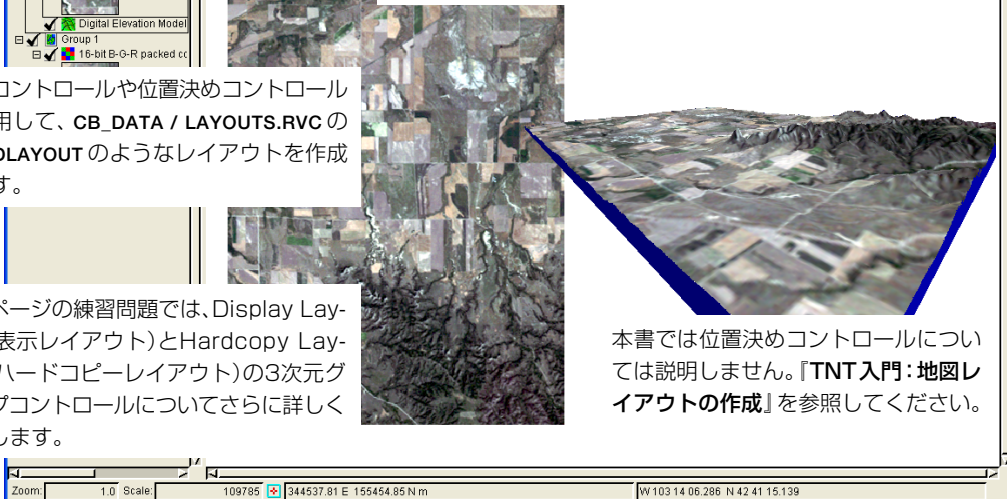 Digital Elevation Model
Group 1
16-bit B-G-R packed cc
コントロールや位置決めコントロール
用して、CB_DATA / LAYOUTS.RVC の
DLAYOUT のようなレイアウトを作成
す。
ページの練習問題では、Display Lay-
表示レイアウト)とHardcopy Lay-
ハードコピーレイアウト)の3次元グ
プコントロールについてさらに詳しく
します。
本書では位置決めコントロールについ
ては説明しません。『TNT入門:地図レ
イアウトの作成』を参照してください。
Zoom: 1.0 Scale: 109785 344537.81 E 155454.85 N m W 103 14 06.286 N 42 41 15.139